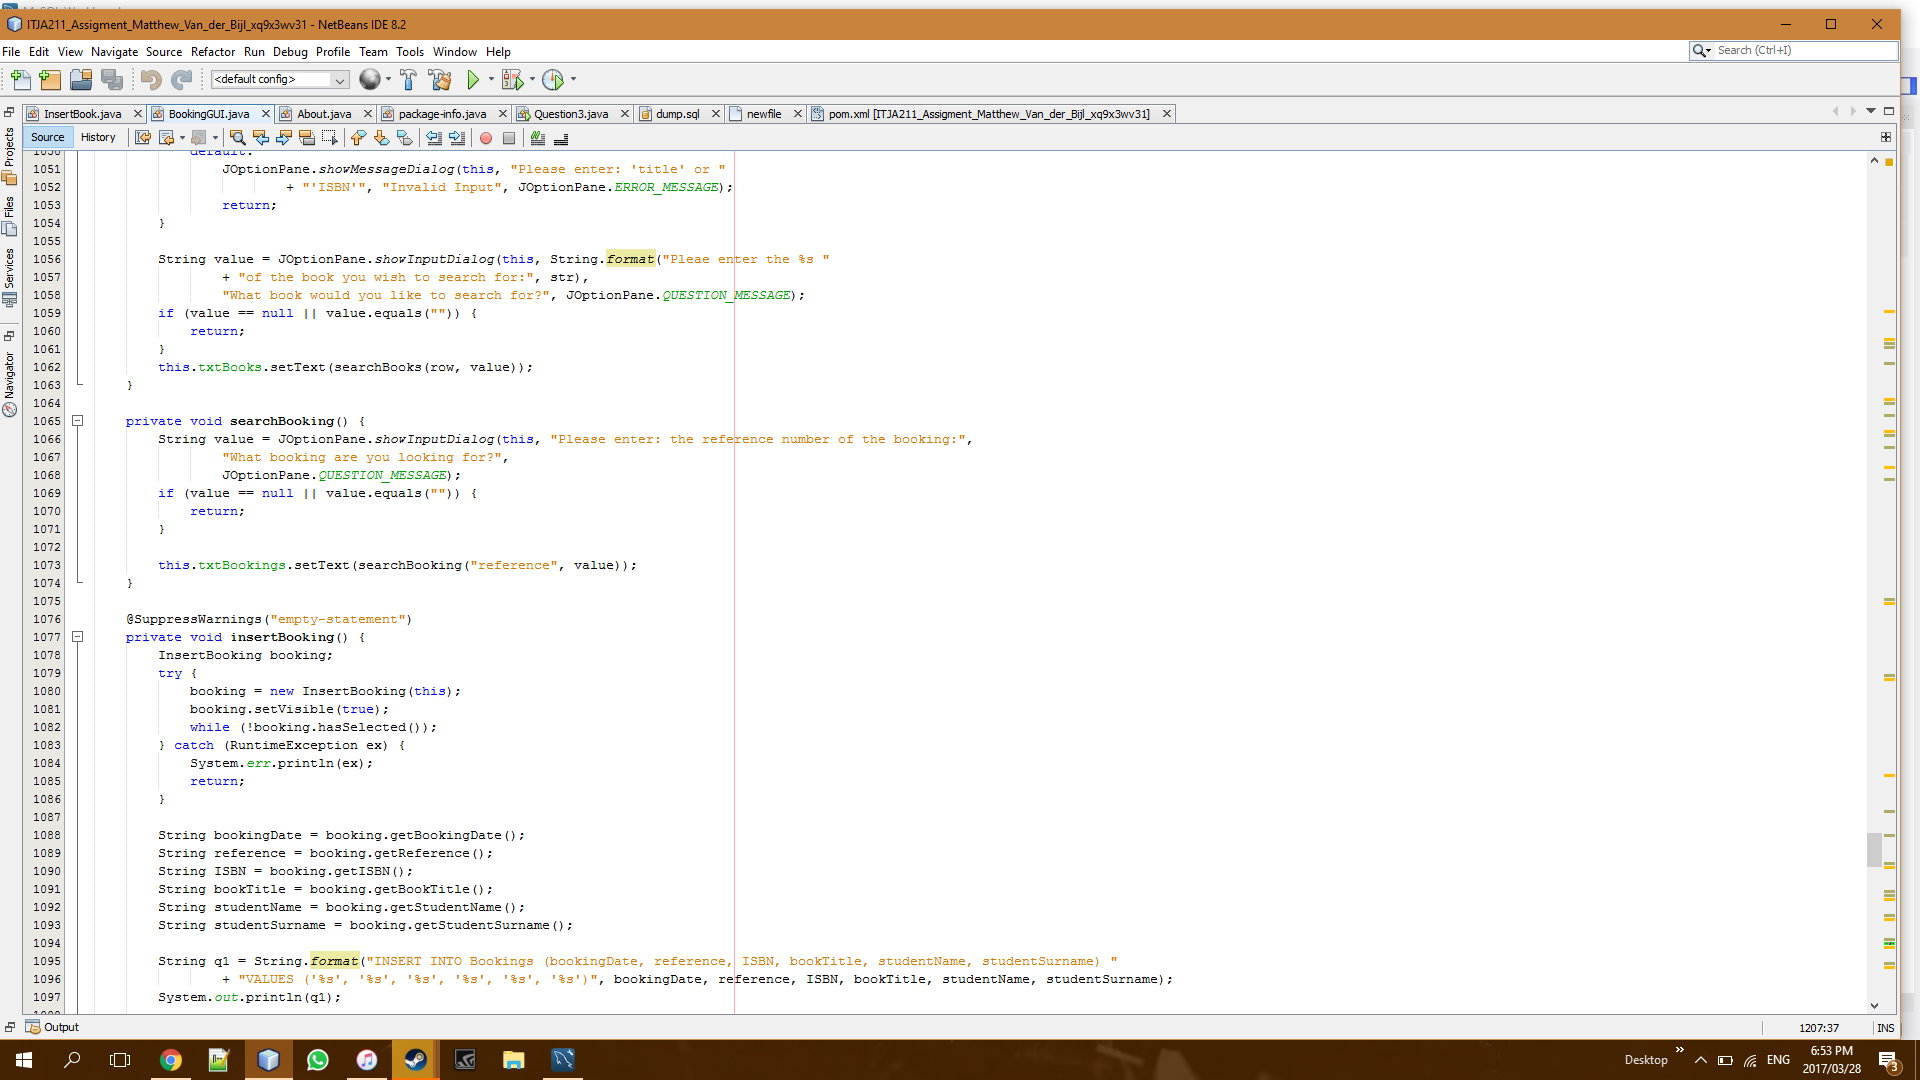 ITJA211_Assigment_Matthew_Van_der_Bijl_xq9x3wv31 - NetBeans IDE 8.2
File Edit View Navigate Source Refactor Run Debug Profile Team Tools Window Help
Search (Ctrl+I)
<default config>
InsertBook.java BookingGUI.java About.java package-info.java Question3.java dump.sql newfile pom.xml [ITJA211_Assigment_Matthew_Van_der_Bijl_xq9x3wv31]
Source History
Projects
Files
Services
Navigator
1050 default:
1051 JOptionPane.showMessageDialog(this, "Please enter: 'title' or "
1052 + "'ISBN'", "Invalid Input", JOptionPane.ERROR_MESSAGE);
1053 return;
1054 }
1055
1056 String value = JOptionPane.showInputDialog(this, String.format("Pleae enter the %s "
1057 + "of the book you wish to search for:", str),
1058 "What book would you like to search for?", JOptionPane.QUESTION_MESSAGE);
1059 if (value == null || value.equals("")) {
1060 return;
1061 }
1062 this.txtBooks.setText(searchBooks(row, value));
1063 }
1064
1065 private void searchBooking() {
1066 String value = JOptionPane.showInputDialog(this, "Please enter: the reference number of the booking:",
1067 "What booking are you looking for?",
1068 JOptionPane.QUESTION_MESSAGE);
1069 if (value == null || value.equals("")) {
1070 return;
1071 }
1072
1073 this.txtBookings.setText(searchBooking("reference", value));
1074 }
1075
1076 @SuppressWarnings("empty-statement")
1077 private void insertBooking() {
1078 InsertBooking booking;
1079 try {
1080 booking = new InsertBooking(this);
1081 booking.setVisible(true);
1082 while (!booking.hasSelected());
1083 } catch (RuntimeException ex) {
1084 System.err.println(ex);
1085 return;
1086 }
1087
1088 String bookingDate = booking.getBookingDate();
1089 String reference = booking.getReference();
1090 String ISBN = booking.getISBN();
1091 String bookTitle = booking.getBookTitle();
1092 String studentName = booking.getStudentName();
1093 String studentSurname = booking.getStudentSurname();
1094
1095 String q1 = String.format("INSERT INTO Bookings (bookingDate, reference, ISBN, bookTitle, studentName, studentSurname) "
1096 + "VALUES ('%s', '%s', '%s', '%s', '%s', '%s')", bookingDate, reference, ISBN, bookTitle, studentName, studentSurname);
1097 System.out.println(q1);
Output
1207:37 INS
Desktop ENG 6:53 PM
2017/03/28 3